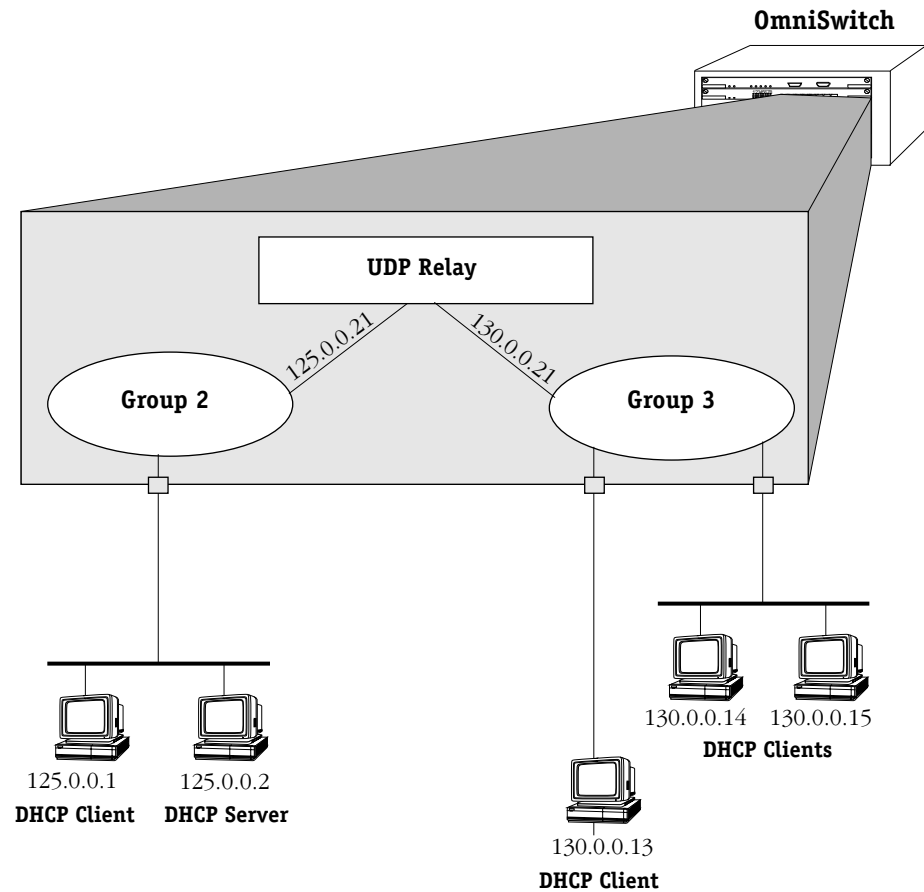 OmniSwitch
UDP Relay
125.0.0.21
130.0.0.21
Group 2
Group 3
130.0.0.14
130.0.0.15
DHCP Clients
125.0.0.1
125.0.0.2
DHCP Client
DHCP Server
130.0.0.13
DHCP Client